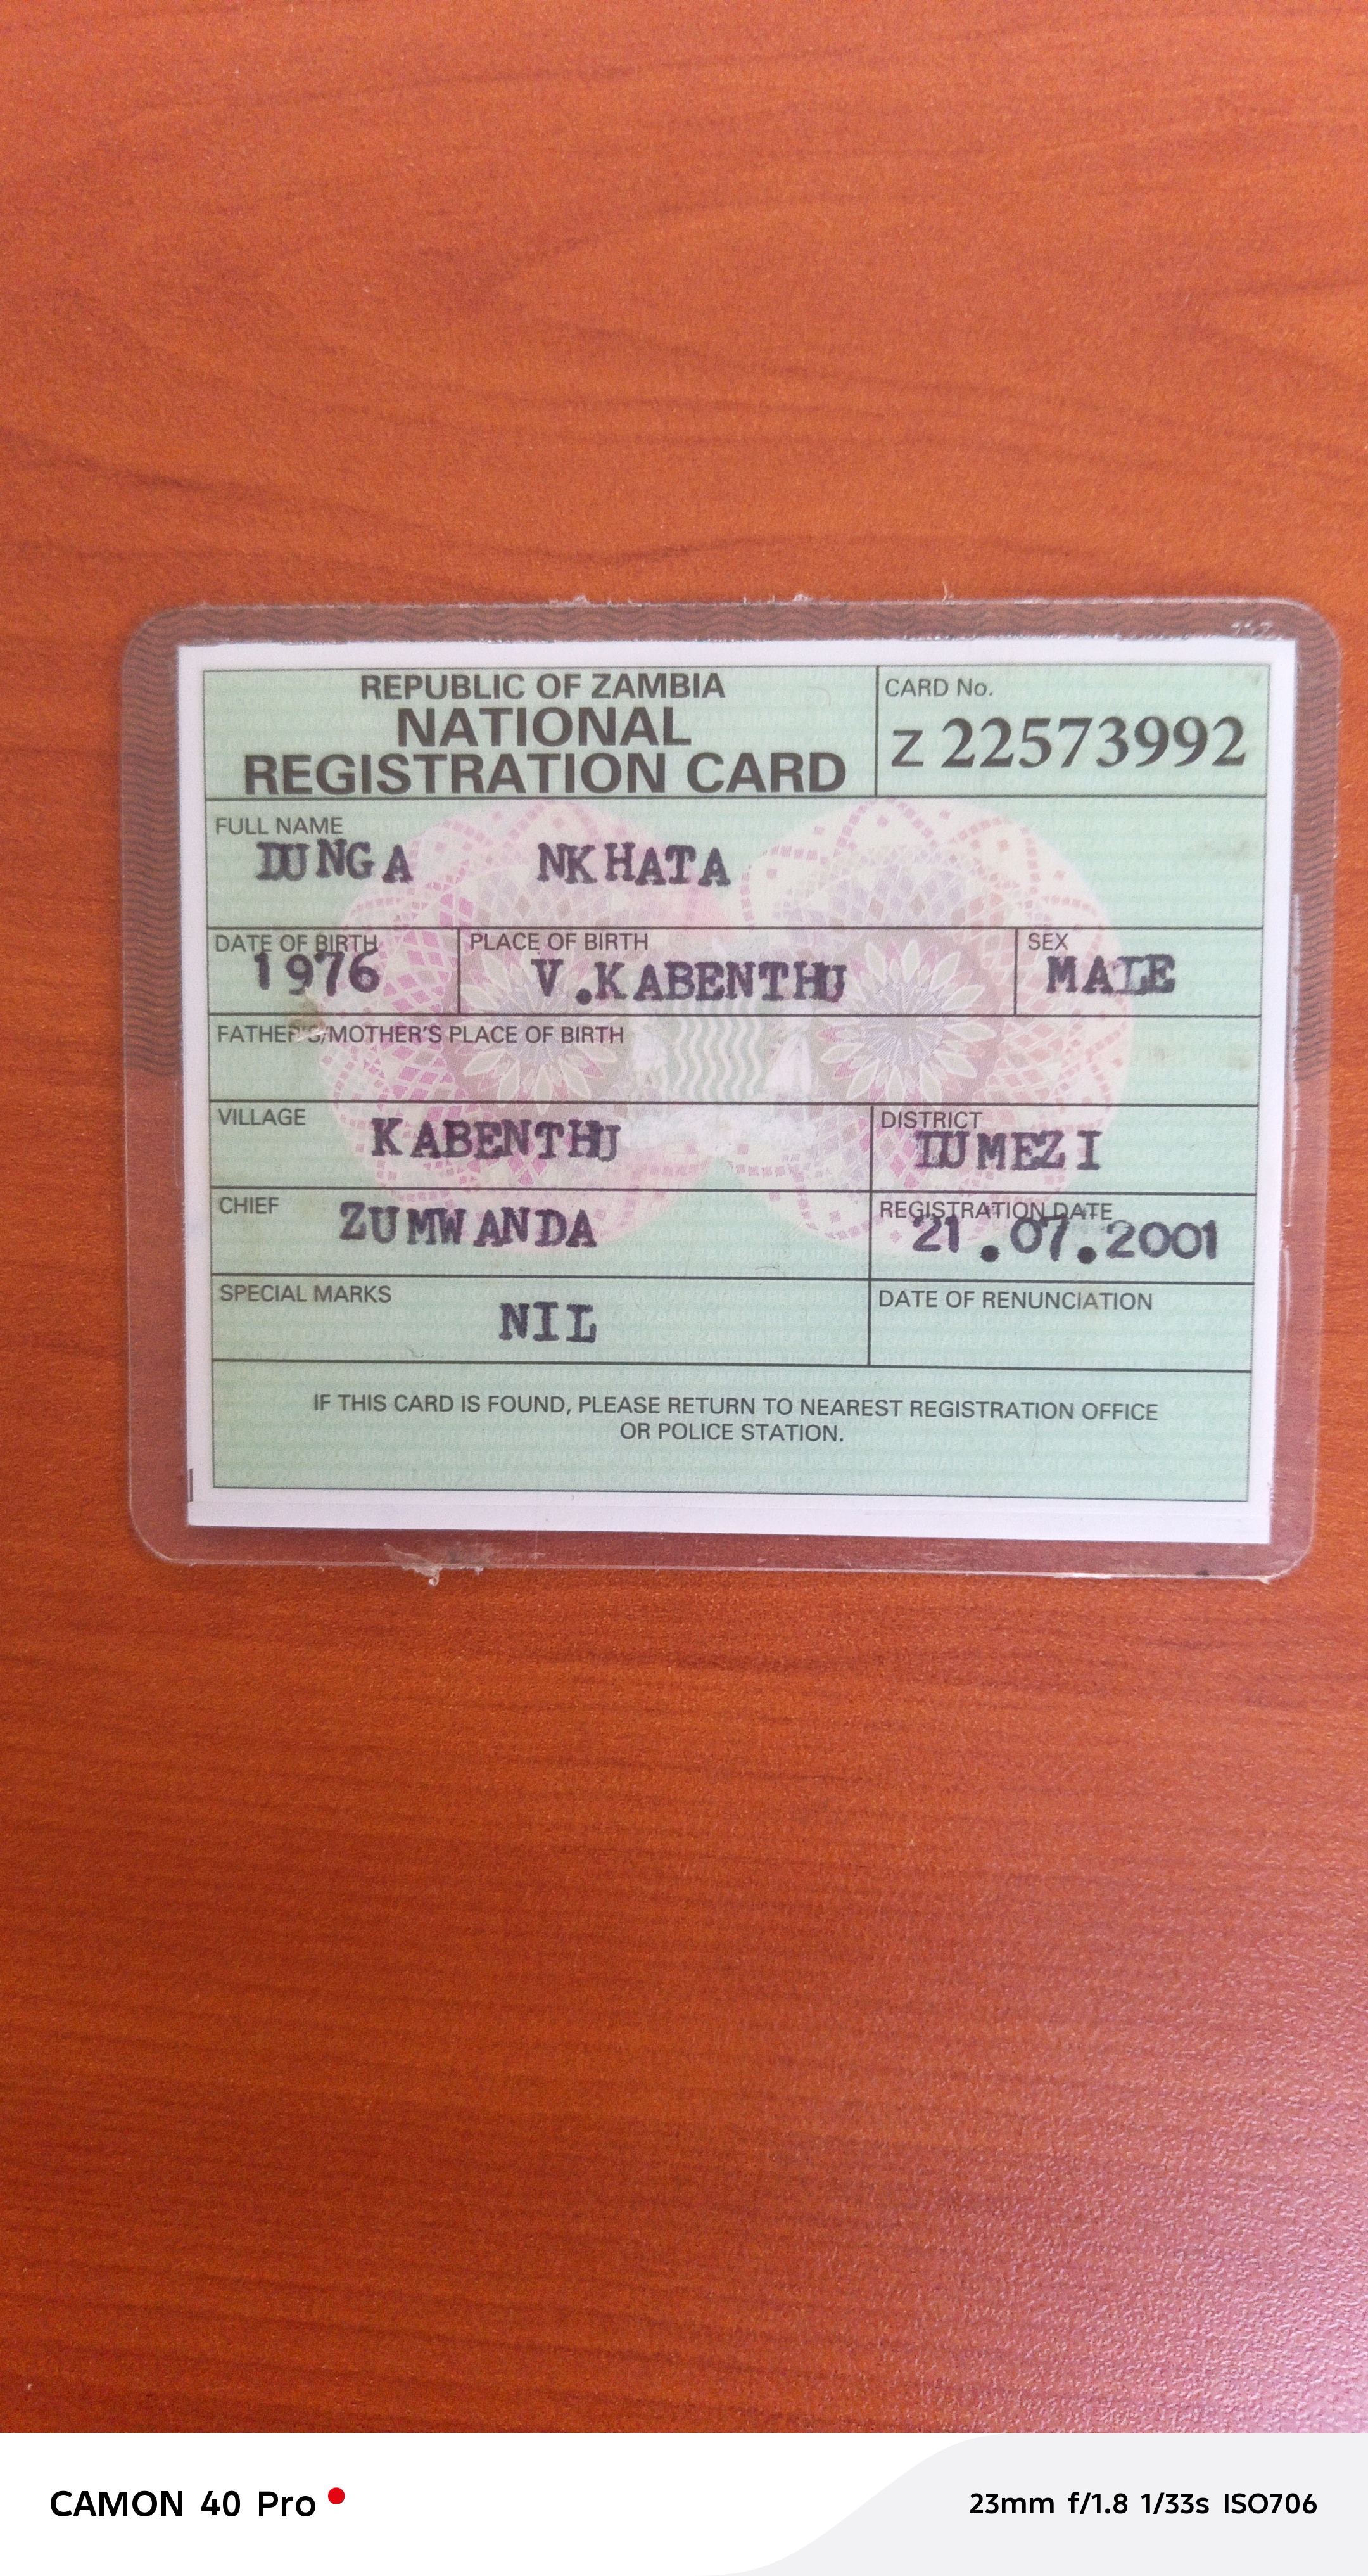 REPUBLIC OF ZAMBIA
NATIONAL
REGISTRATION CARD
CARD No.
Z 22573992
FULL NAME
DUNGA NKHATA
DATE OF BIRTH
1976
PLACE OF BIRTH
V.KABENTHU
SEX
MALE
FATHER'S/MOTHER'S PLACE OF BIRTH
VILLAGE
KABENTHU
DISTRICT
LUMEZI
CHIEF
ZUMWANDA
REGISTRATION DATE
21.07.2001
SPECIAL MARKS
NIL
DATE OF RENUNCIATION
IF THIS CARD IS FOUND, PLEASE RETURN TO NEAREST REGISTRATION OFFICE
OR POLICE STATION.
CAMON 40 Pro
23mm f/1.8 1/33s ISO706